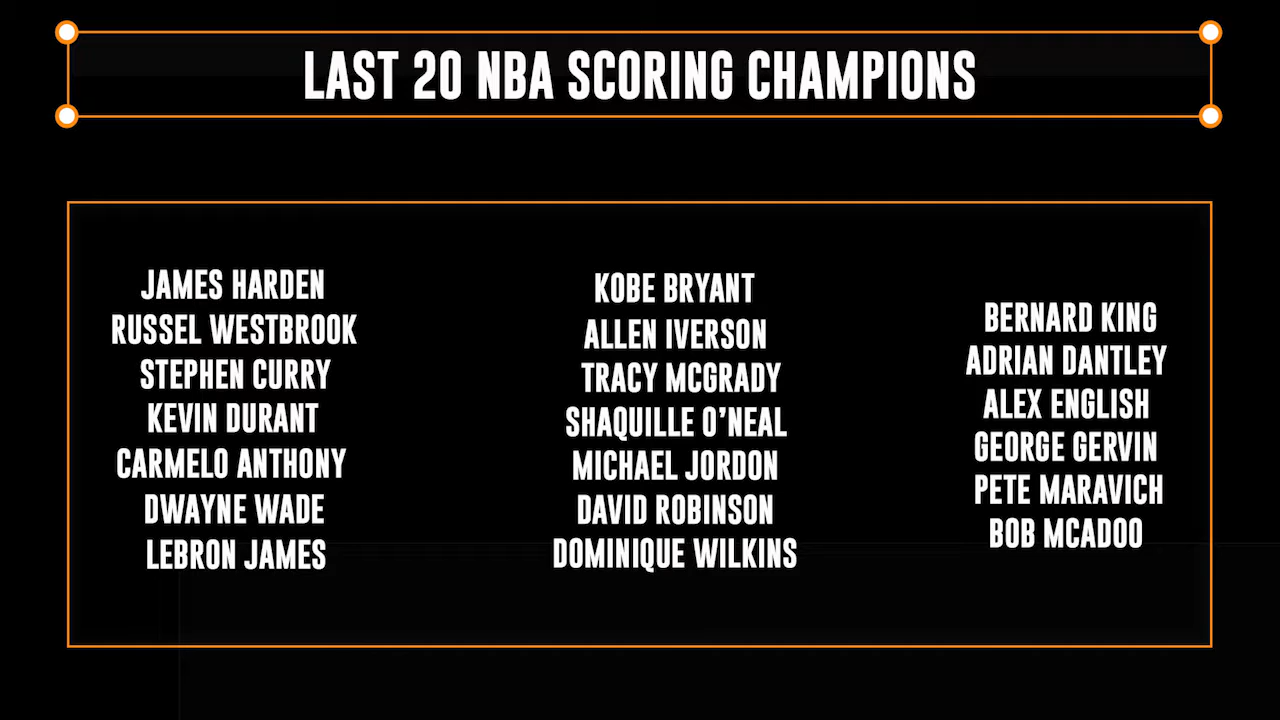 LAST 20 NBA SCORING CHAMPIONS
JAMES HARDEN
RUSSEL WESTBROOK
STEPHEN CURRY
KEVIN DURANT
CARMELO ANTHONY
DWAYNE WADE
LEBRON JAMES
KOBE BRYANT
ALLEN IVERSON
TRACY MCGRADY
SHAQUILLE O'NEAL
MICHAEL JORDON
DAVID ROBINSON
DOMINIQUE WILKINS
BERNARD KING
ADRIAN DANTLEY
ALEX ENGLISH
GEORGE GERVIN
PETE MARAVICH
BOB MCADOO